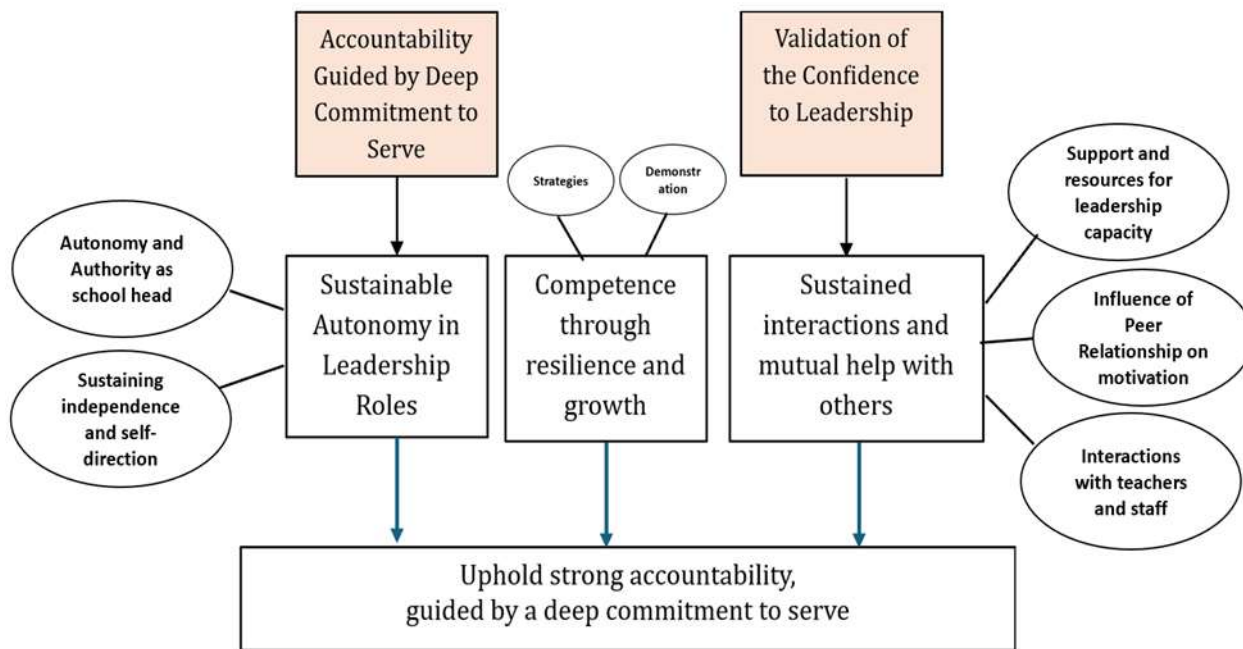 Accountability
Guided by Deep
Commitment to
Serve
Validation of
the Confidence
to Leadership
Strategies
Demonstr
ation
Support and
resources for
leadership
capacity
Autonomy and
Authority as
school head
Sustaining
independence
and self-
direction
Sustainable
Autonomy in
Leadership
Roles
Competence
through
resilience and
growth
Sustained
interactions and
mutual help with
others
Influence of
Peer
Relationship on
motivation
Interactions
with teachers
and staff
Uphold strong accountability,
guided by a deep commitment to serve